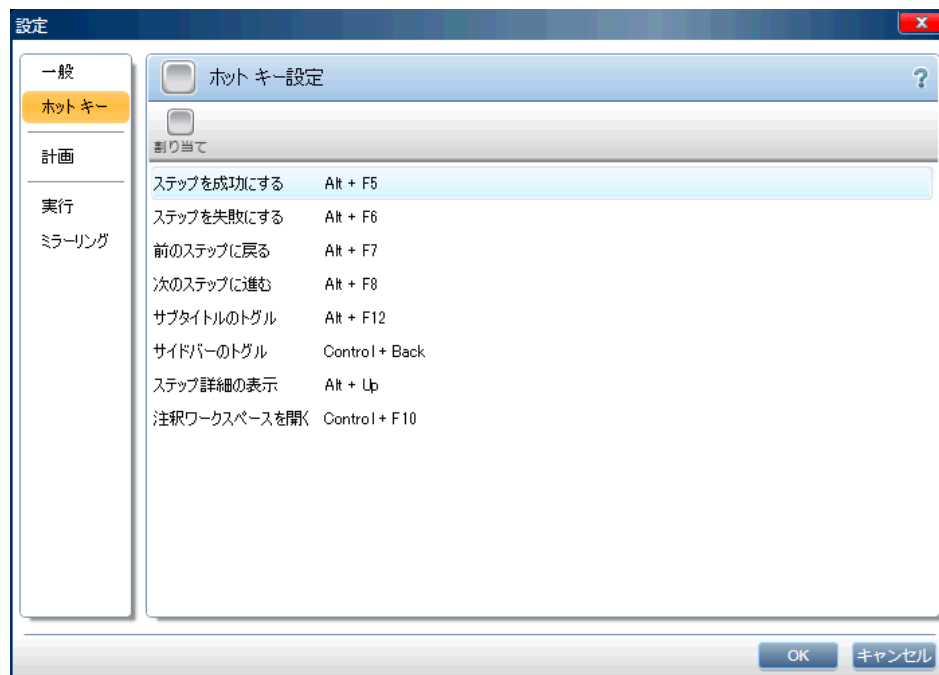 設定
一般
ホット キー
計画
実行
ミラーリング
ホット キー設定
?
割り当て
ステップを成功にする Alt + F5
ステップを失敗にする Alt + F6
前のステップに戻る Alt + F7
次のステップに進む Alt + F8
サブタイトルのトグル Alt + F12
サイドバーのトグル Control + Back
ステップ詳細の表示 Alt + Up
注釈ワークスペースを開く Control + F10
OK
キャンセル